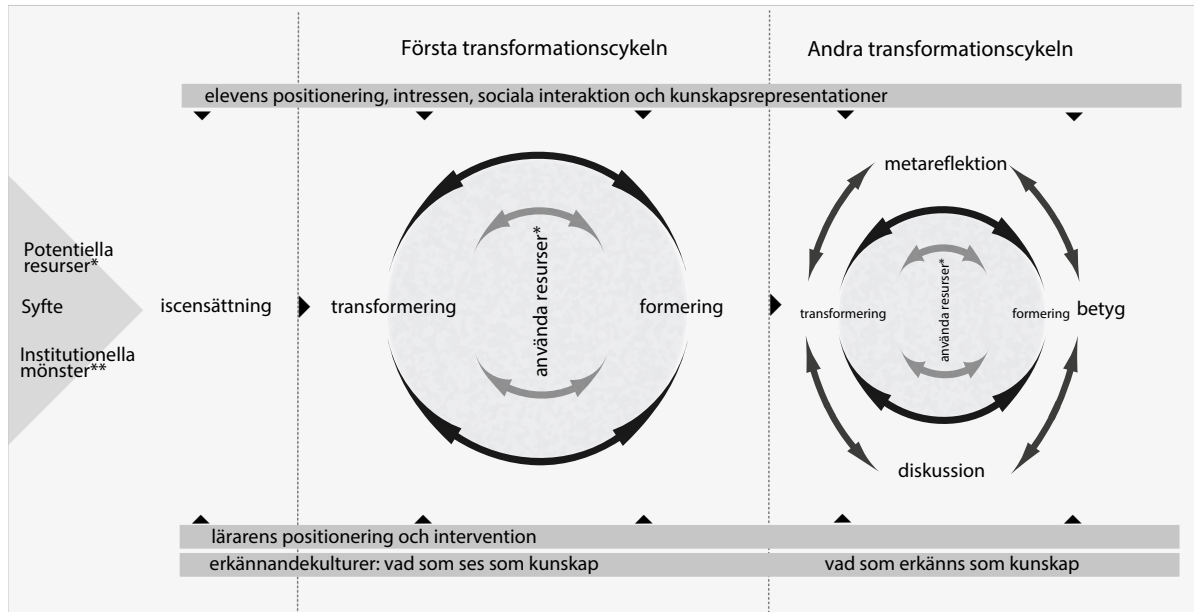 Första transformationscykeln
Andra transformationscykeln
elevens positionering, intressen, sociala interaktion och kunskapsrepresentationer
Potentiella
resurser*
Syfte
Institutionella
mönster**
iscensättning
transformering
använda resurser*
formering
metareflektion
transformering
använda resurser*
formering
betyg
diskussion
lärarens positionering och intervention
erkännandekulturer: vad som ses som kunskap
vad som erkänns som kunskap